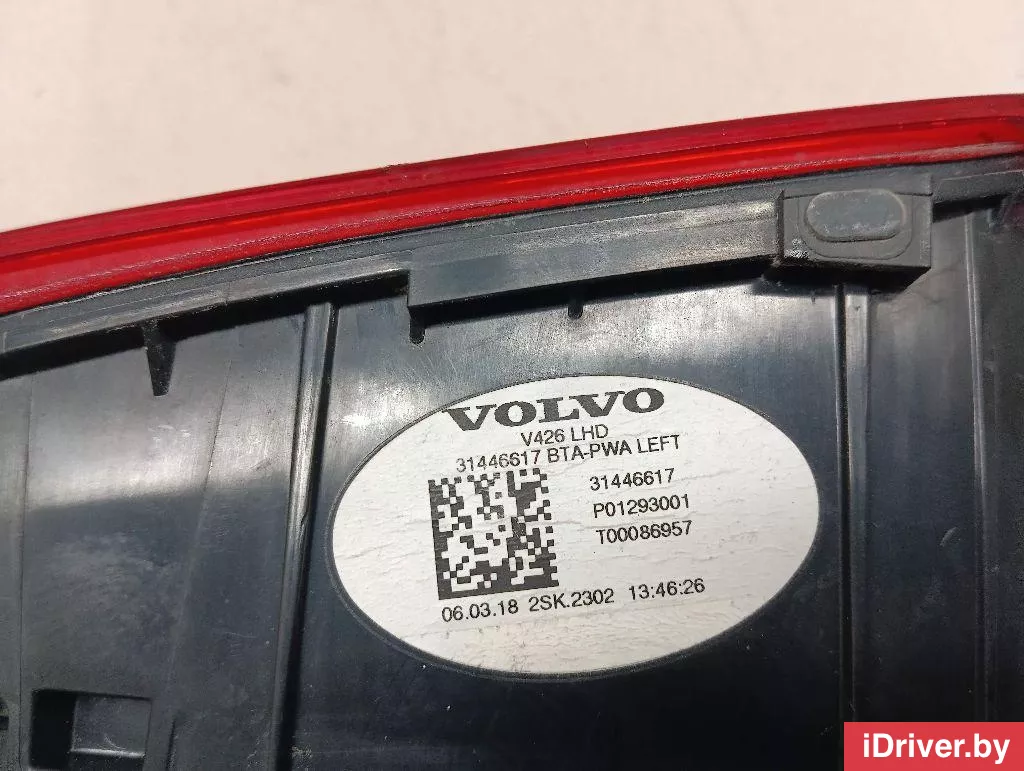 VOLVO
V426 LHD
31446617 BTA-PWA LEFT
31446617
P01293001
T00086957
06.03.18 2SK.2302 13:46:26
iDriver.by